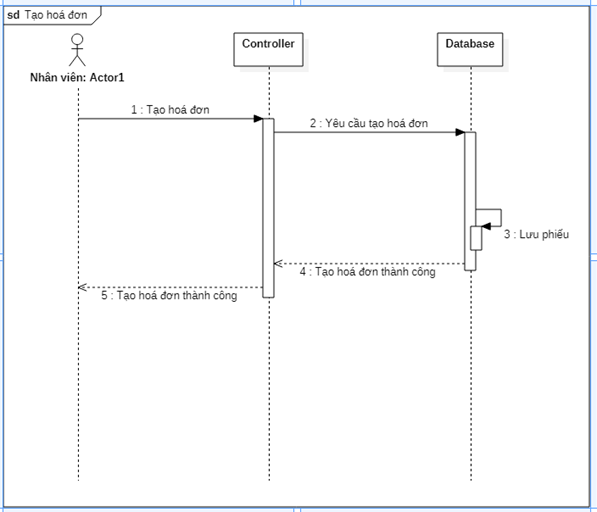 sd Tạo hoá đơn
Controller
Database
Nhân viên: Actor1
1 : Tạo hoá đơn
2 : Yêu cầu tạo hoá đơn
3 : Lưu phiếu
4 : Tạo hoá đơn thành công
5 : Tạo hoá đơn thành công